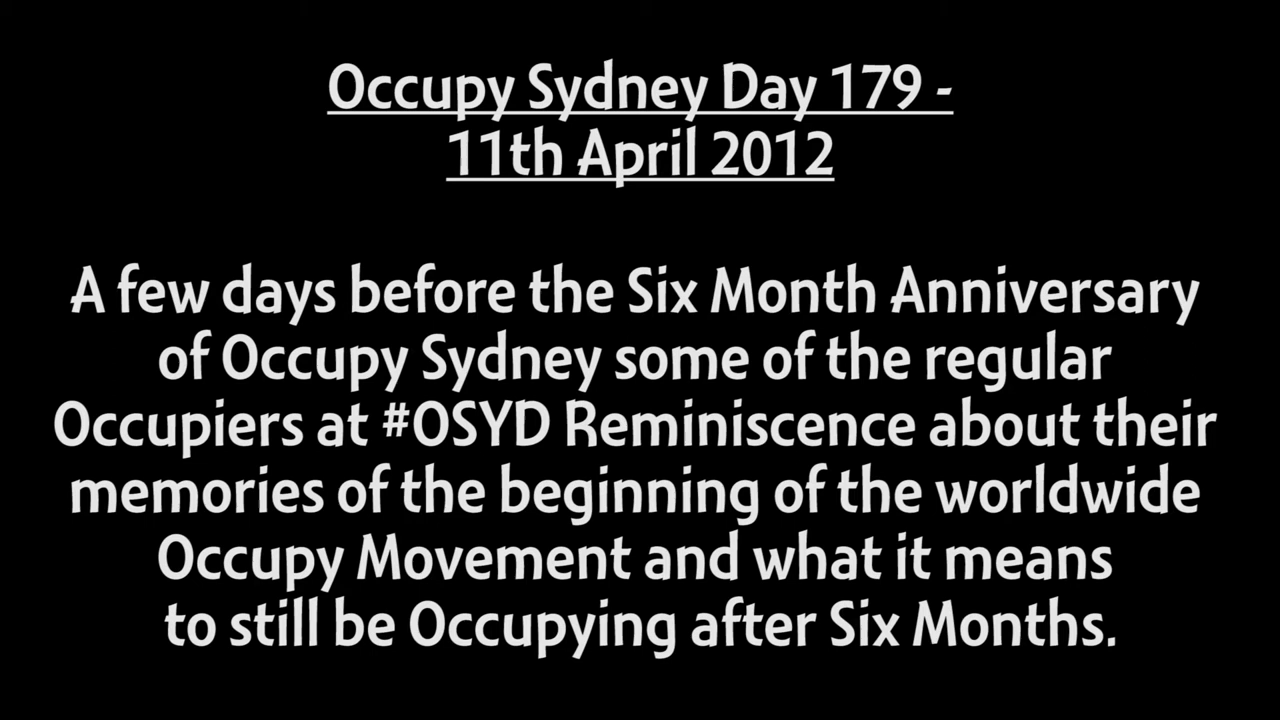 Occupy Sydney Day 179 -
11th April 2012
A few days before the Six Month Anniversary
of Occupy Sydney some of the regular
Occupiers at #OSYD Reminiscence about their
memories of the beginning of the worldwide
Occupy Movement and what it means
to still be Occupying after Six Months.